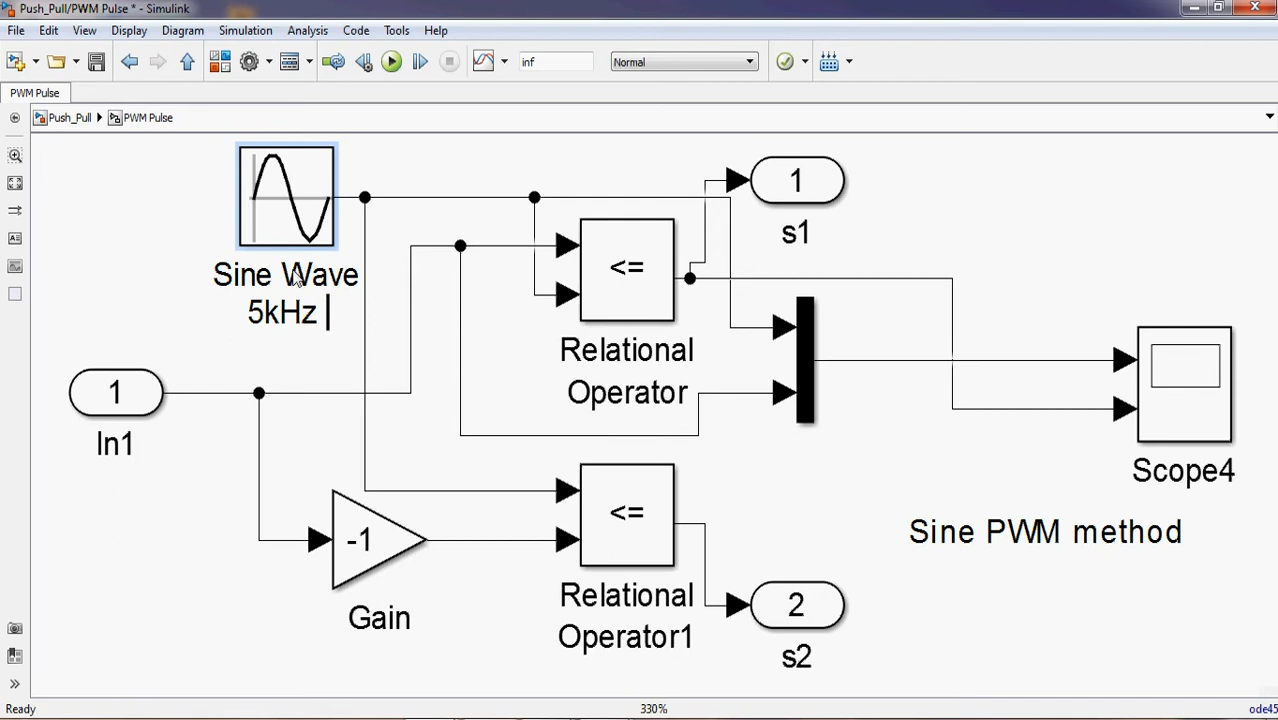 Push_Pull/PWM Pulse * - Simulink
File Edit View Display Diagram Simulation Analysis Code Tools Help
inf
Normal
PWM Pulse
Push_Pull PWM Pulse
Sine Wave
5kHz
1
In1
-1
Gain
<=
Relational
Operator
<=
Relational
Operator1
1
s1
2
s2
Scope4
Sine PWM method
Ready
330%
ode45